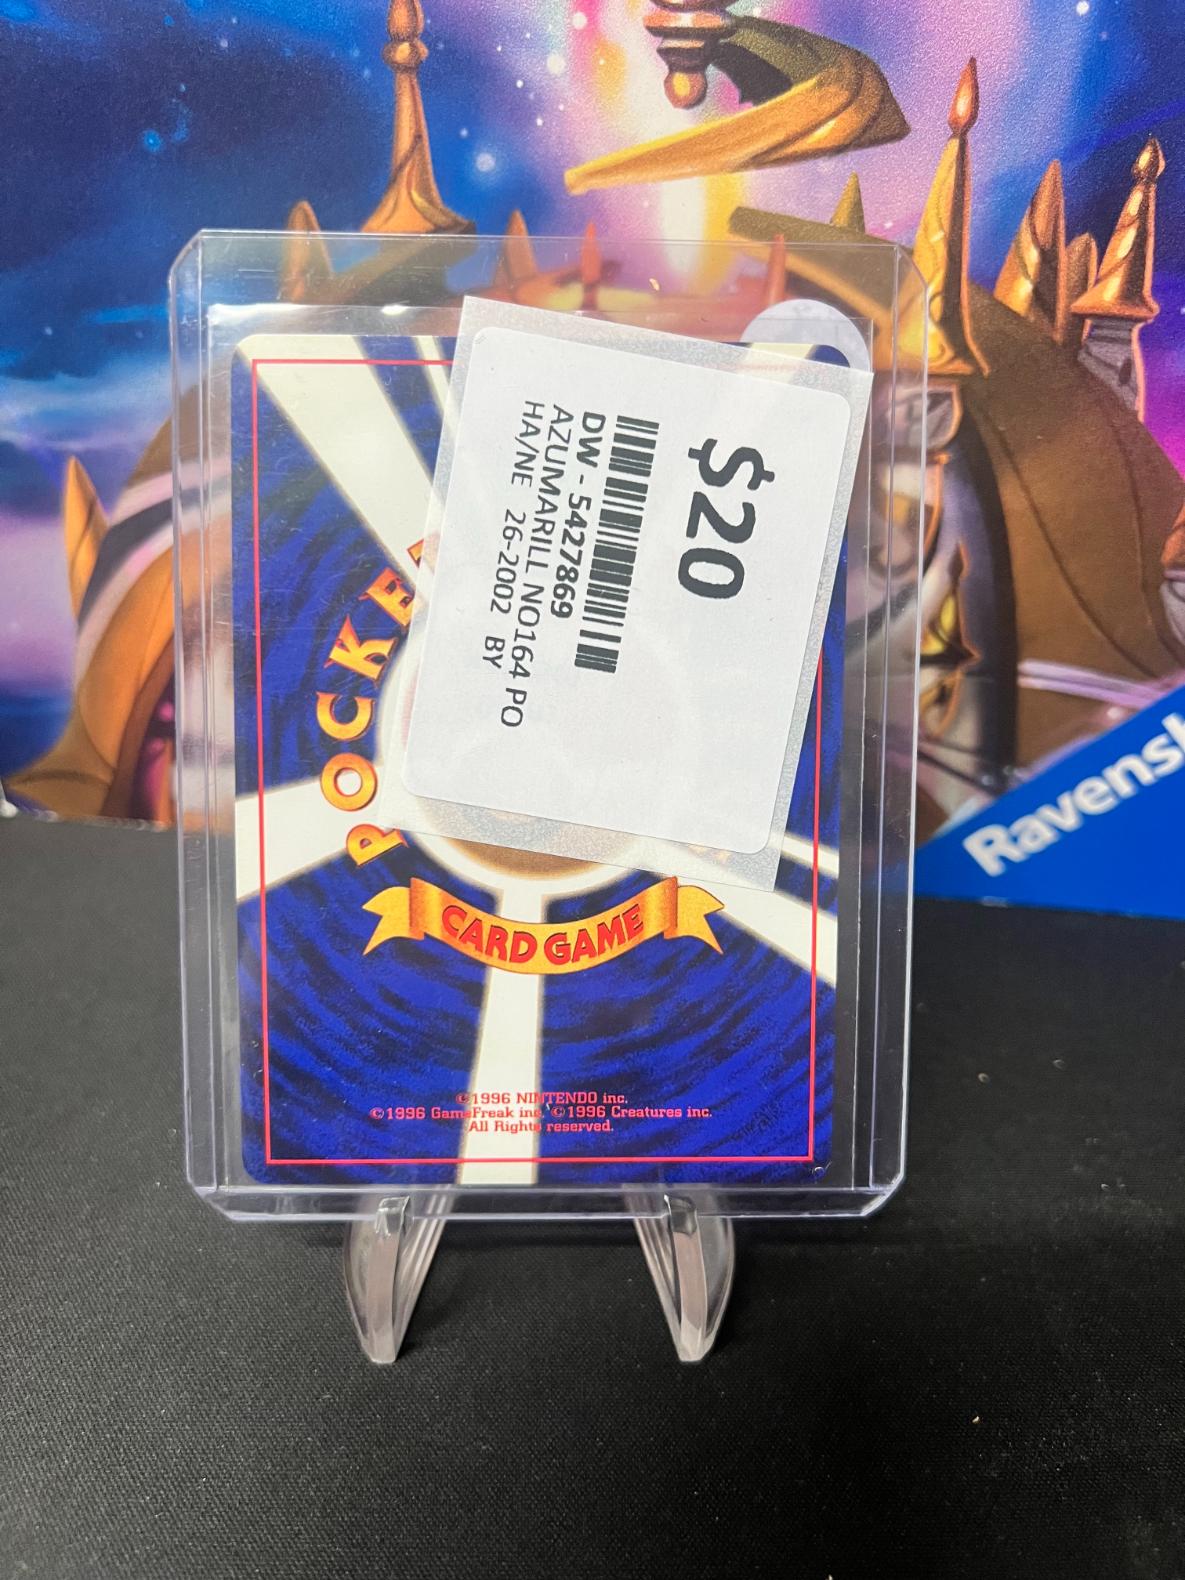 $20
DW - 5427869
AZUMARILL NO164 PO
HA/NE 26-2002 BY
POCKE
CARD GAME
©1996 NINTENDO inc.
©1996 GameFreak inc. ©1996 Creatures inc.
All Rights reserved.
Ravens